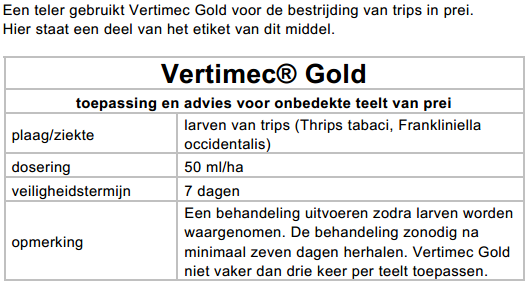 Een teler gebruikt Vertimec Gold voor de bestrijding van trips in prei.
Hier staat een deel van het etiket van dit middel.
Vertimec® Gold
toepassing en advies voor onbedekte teelt van prei
plaag/ziekte
larven van trips (Thrips tabaci, Frankliniella
occidentalis)
dosering
50 ml/ha
veiligheidstermijn
7 dagen
opmerking
Een behandeling uitvoeren zodra larven worden
waargenomen. De behandeling zonodig na
minimaal zeven dagen herhalen. Vertimec Gold
niet vaker dan drie keer per teelt toepassen.